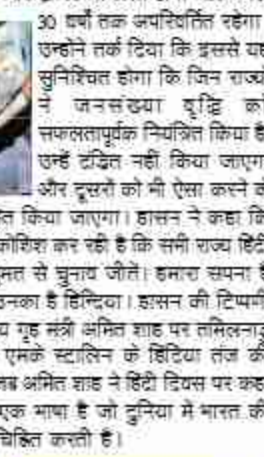 30 वर्षों तक अपरिवर्तित रहेगा
उन्होंने तर्क दिया कि इससे यह
सुनिश्चित होगा कि जिन राज्यों
ने जनसंख्या वृद्धि को
सफलतापूर्वक नियंत्रित किया है
उन्हें दंडित नहीं किया जाएगा
और दूसरों को भी ऐसा करने के
किया जाएगा। हासन ने कहा कि
कोशिश कर रही है कि सभी राज्य हिंदी
से चुनाव जीतें। हमारा सपना है
उनका है हिन्दिया। हासन की टिप्पणी
गृह मंत्री अमित शाह पर तमिलनाडु
एमके स्टालिन के हिंदिया तंज की
जब अमित शाह ने हिंदी दिवस पर कहा
एक भाषा है जो दुनिया में भारत की
चिह्नित करती है।